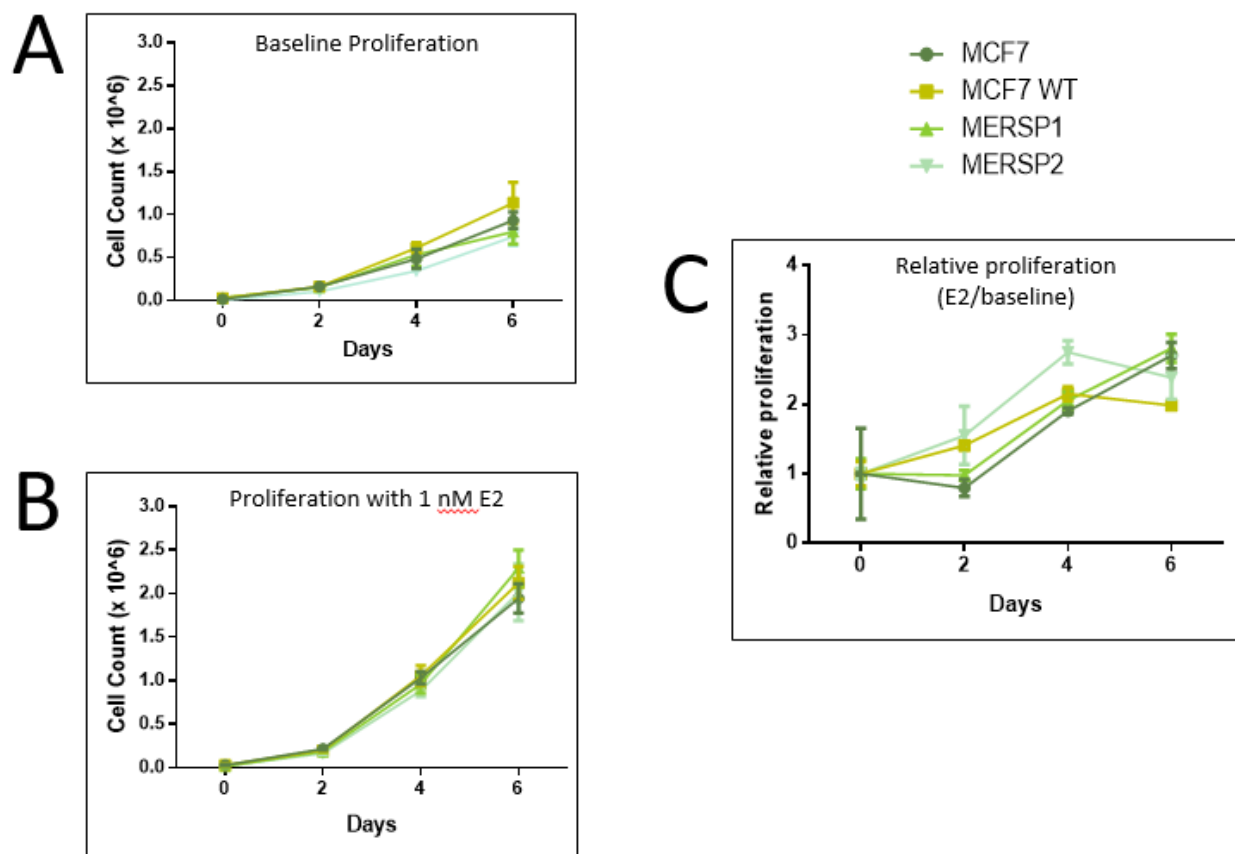 A
Baseline Proliferation
Cell Count (x 10^6)
3.0
2.5
2.0
1.5
1.0
0.5
0.0
0 2 4 6
Days
MCF7
MCF7 WT
MERSP1
MERSP2
B
Proliferation with 1 nM E2
Cell Count (x 10^6)
3.0
2.5
2.0
1.5
1.0
0.5
0.0
0 2 4 6
Days
C
Relative proliferation
(E2/baseline)
Relative proliferation
4
3
2
1
0
0 2 4 6
Days